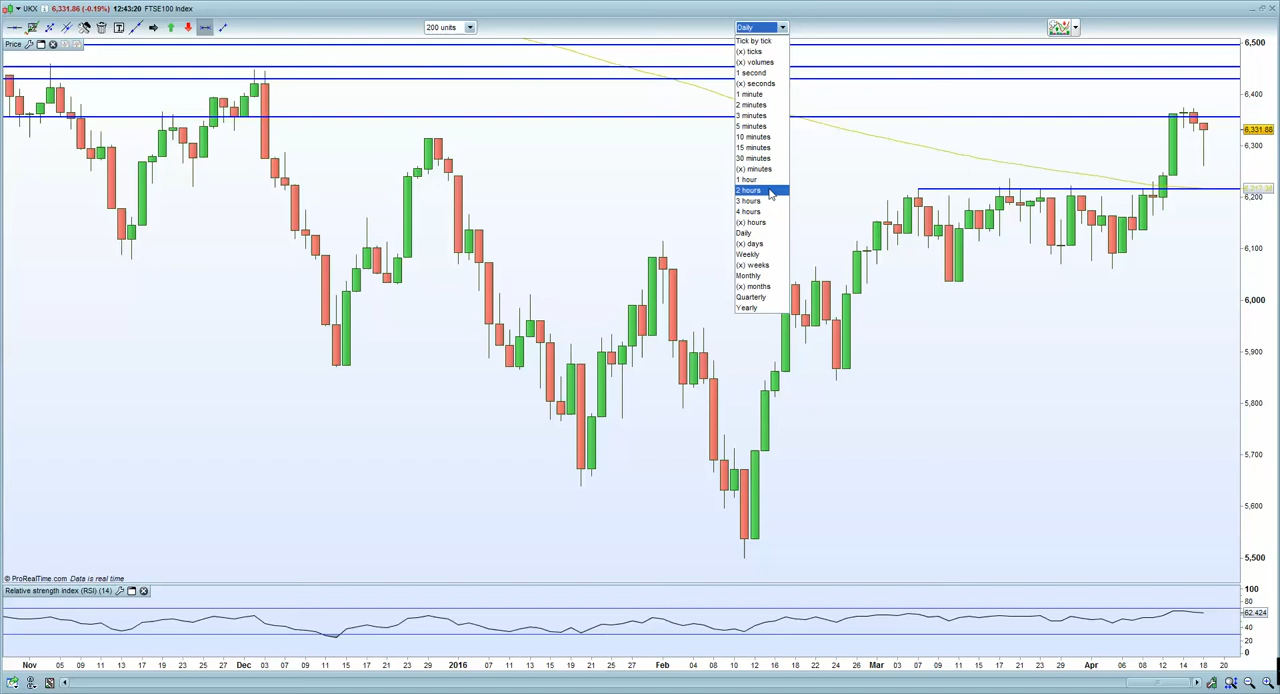 UKX 6,331.86 (-0.19%) 12:43:20 FTSE100 Index
200 units
Daily
Price
Tick by tick
(x) ticks
(x) volumes
1 second
(x) seconds
1 minute
2 minutes
3 minutes
5 minutes
10 minutes
15 minutes
30 minutes
(x) minutes
1 hour
2 hours
3 hours
4 hours
(x) hours
Daily
(x) days
Weekly
(x) weeks
Monthly
(x) months
Quarterly
Yearly
6,500
6,400
6,331.88
6,300
6,200
6,100
6,000
5,900
5,800
5,700
5,600
5,500
© ProRealTime.com Data is real time
Relative strength index (RSI) (14)
100
80
62.424
40
20
0
Nov 05 09 11 13 17 19 23 25 27 Dec 03 07 09 11 15 17 21 23 29 2016 07 11 13 15 19 21 25 27 Feb 04 08 10 12 16 18 22 24 26 Mar 03 07 09 11 15 17 21 23 29 Apr 06 08 12 14 18 20